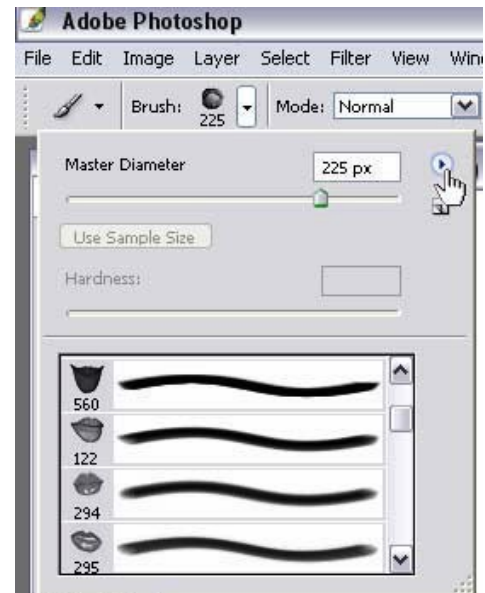 Adobe Photoshop
File Edit Image Layer Select Filter View
Brush: 225 Mode: Normal
Master Diameter 225 px
Use Sample Size
Hardness:
560
122
294
295